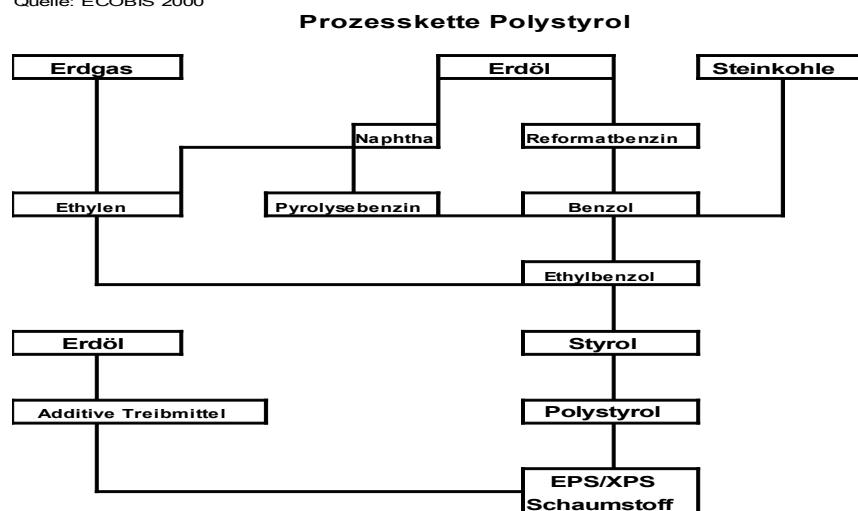 Quelle: ECOBIS 2000
Prozesskette Polystyrol
Erdgas
Erdöl
Steinkohle
Naphtha
Reformatbenzin
Ethylen
Pyrolysebenzin
Benzol
Ethylbenzol
Erdöl
Styrol
Additive Treibmittel
Polystyrol
EPS/XPS
Schaumstoff